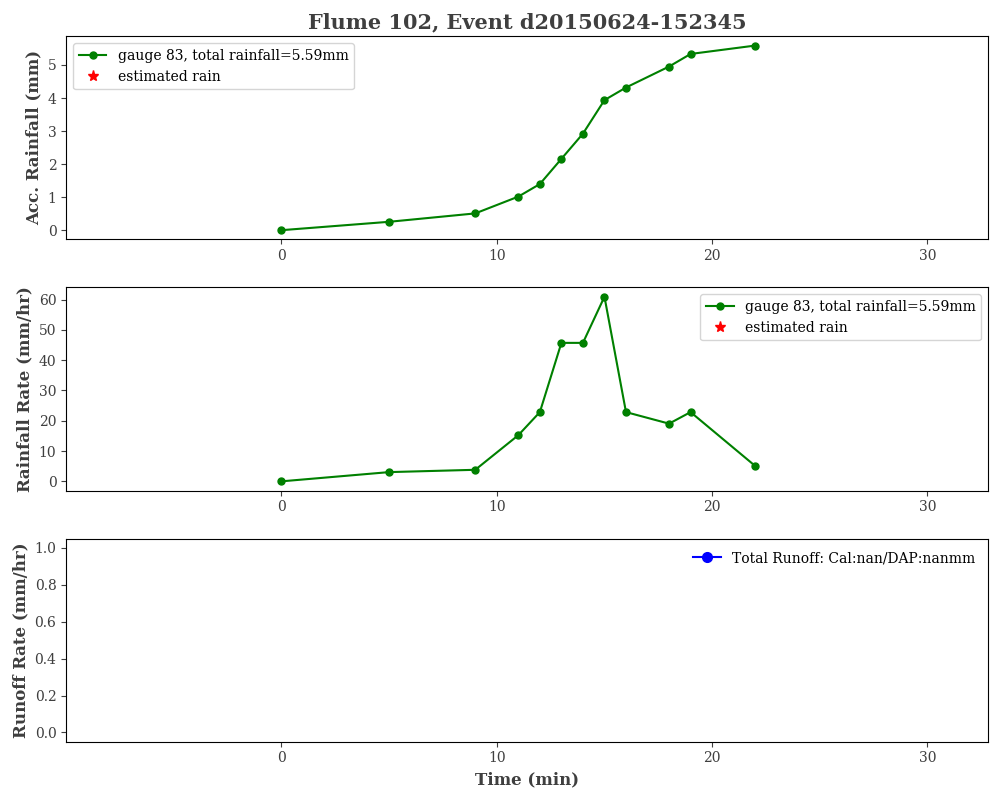 Flume 102, Event d20150624-152345
Acc. Rainfall (mm)
5
4
3
2
1
0
gauge 83, total rainfall=5.59mm
estimated rain
0 10 20 30
Rainfall Rate (mm/hr)
60
50
40
30
20
10
0
gauge 83, total rainfall=5.59mm
estimated rain
0 10 20 30
Runoff Rate (mm/hr)
1.0
0.8
0.6
0.4
0.2
0.0
Total Runoff: Cal:nan/DAP:nanmm
0 10 20 30
Time (min)